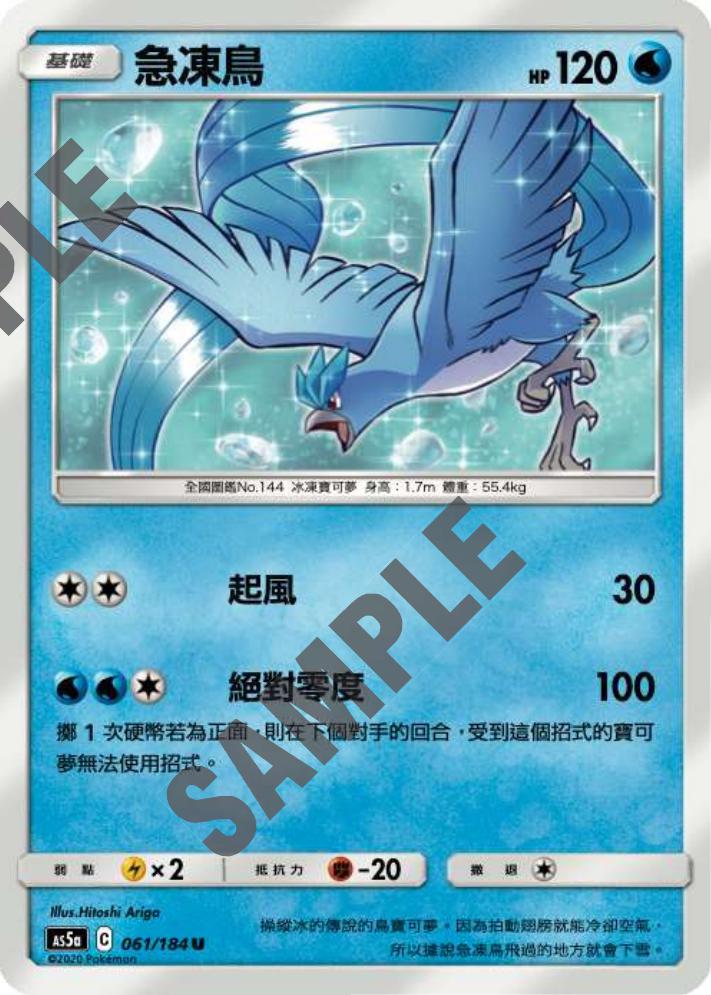 基礎 急凍鳥 HP 120
全國圖鑑No.144 冰凍寶可夢 身高：1.7m 體重：55.4kg
起風 30
絕對零度 100
擲 1 次硬幣若為正面，則在下個對手的回合，受到這個招式的寶可
夢無法使用招式。
弱點 ×2 抵抗力 -20 撤退
Illus.Hitoshi Ariga
操縱冰的傳說的鳥寶可夢。因為拍動翅膀就能冷卻空氣，
AS5a C 061/184 U
所以據說急凍鳥飛過的地方就會下雪。
©2020 Pokémon
SAMPLE
PLE